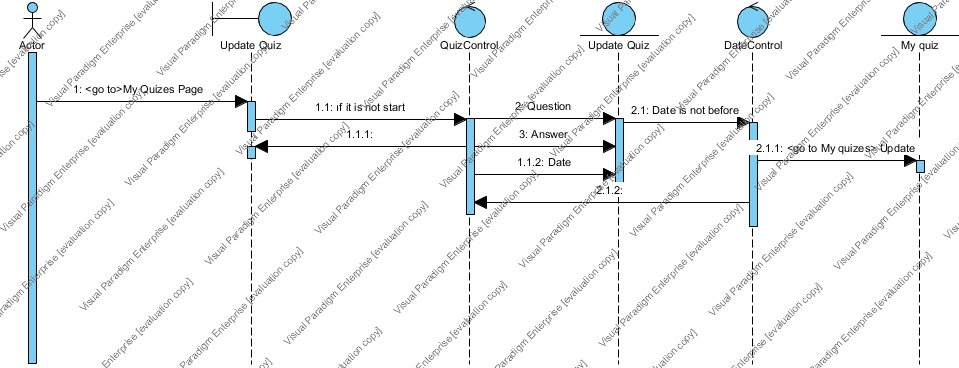 Actor
Update Quiz
QuizControl
Update Quiz
DateControl
My quiz
1: <go to>My Quizes Page
1.1: if it is not start
2: Question
2.1: Date is not before
1.1.1:
3: Answer
2.1.1: <go to My quizes> Update
1.1.2: Date
2.1.2:
Visual Paradigm Enterprise [evaluation copy]